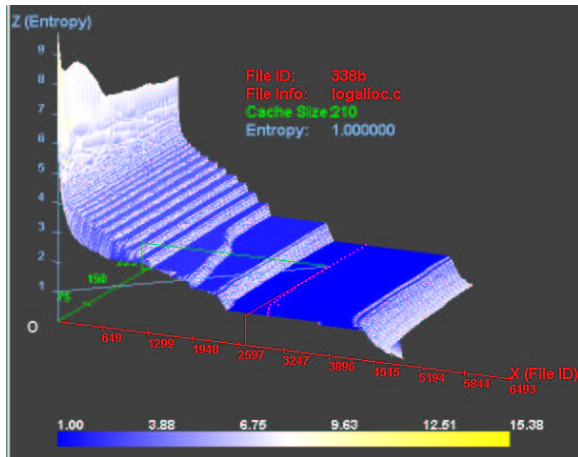 Z (Entropy)
9
8
7
6
5
4
3
2
1
O
File ID: 338b
File Info: logalloc.c
Cache Size:210
Entropy: 1.000000
75
150
649
1299
1948
2597
3247
3896
4545
5194
5844
6493
X (File ID)
1.00 3.88 6.75 9.63 12.51 15.38